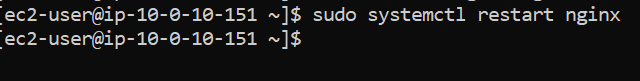 [ec2-user@ip-10-0-10-151 ~]$ sudo systemctl restart nginx
[ec2-user@ip-10-0-10-151 ~]$